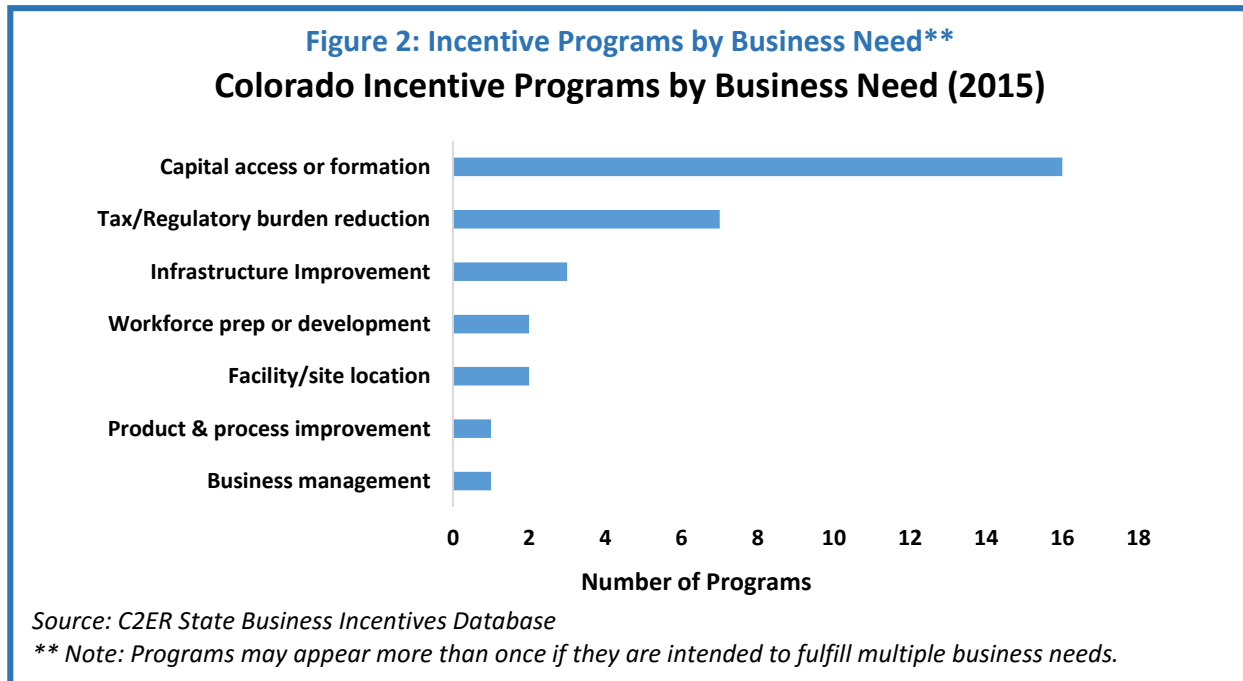 Figure 2: Incentive Programs by Business Need**
Colorado Incentive Programs by Business Need (2015)
Capital access or formation
Tax/Regulatory burden reduction
Infrastructure Improvement
Workforce prep or development
Facility/site location
Product & process improvement
Business management
0 2 4 6 8 10 12 14 16 18
Number of Programs
Source: C2ER State Business Incentives Database
** Note: Programs may appear more than once if they are intended to fulfill multiple business needs.